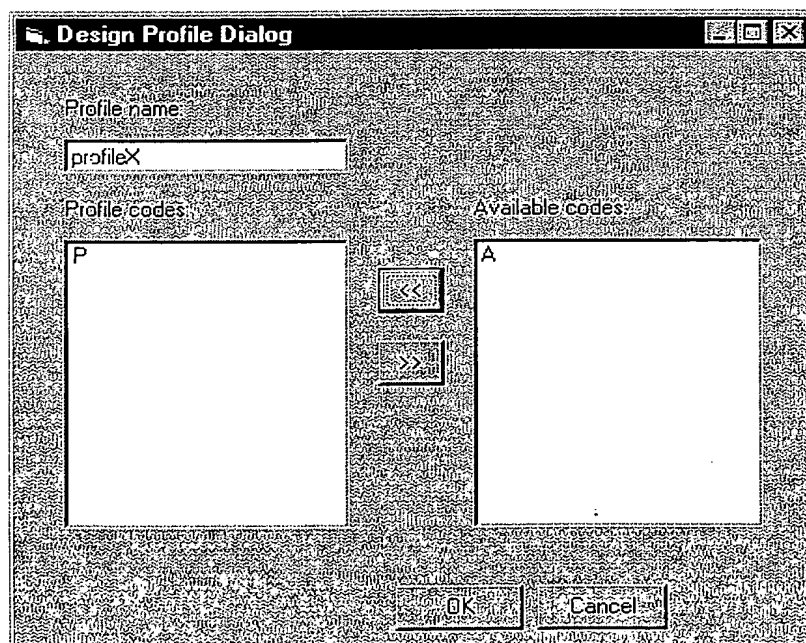 Design Profile Dialog
Profile name
profileX
Profile codes
Available codes
P
A
<<
>>
OK
Cancel